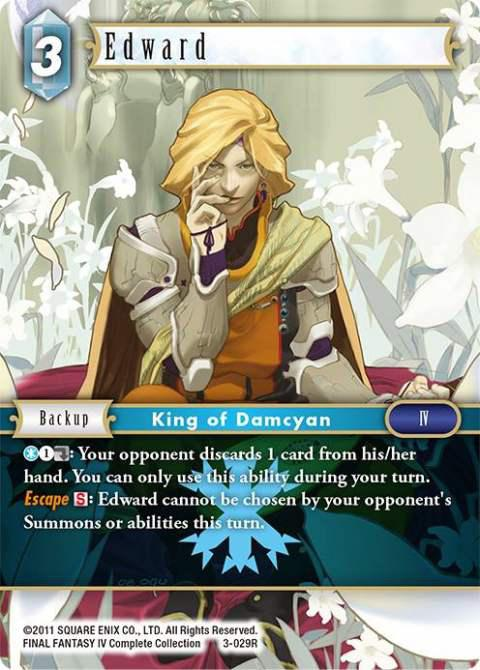 3
Edward
Backup
King of Damcyan
IV
1: Your opponent discards 1 card from his/her
hand. You can only use this ability during your turn.
Escape S: Edward cannot be chosen by your opponent's
Summons or abilities this turn.
©2011 SQUARE ENIX CO., LTD. All Rights Reserved.
FINAL FANTASY IV Complete Collection 3-029R